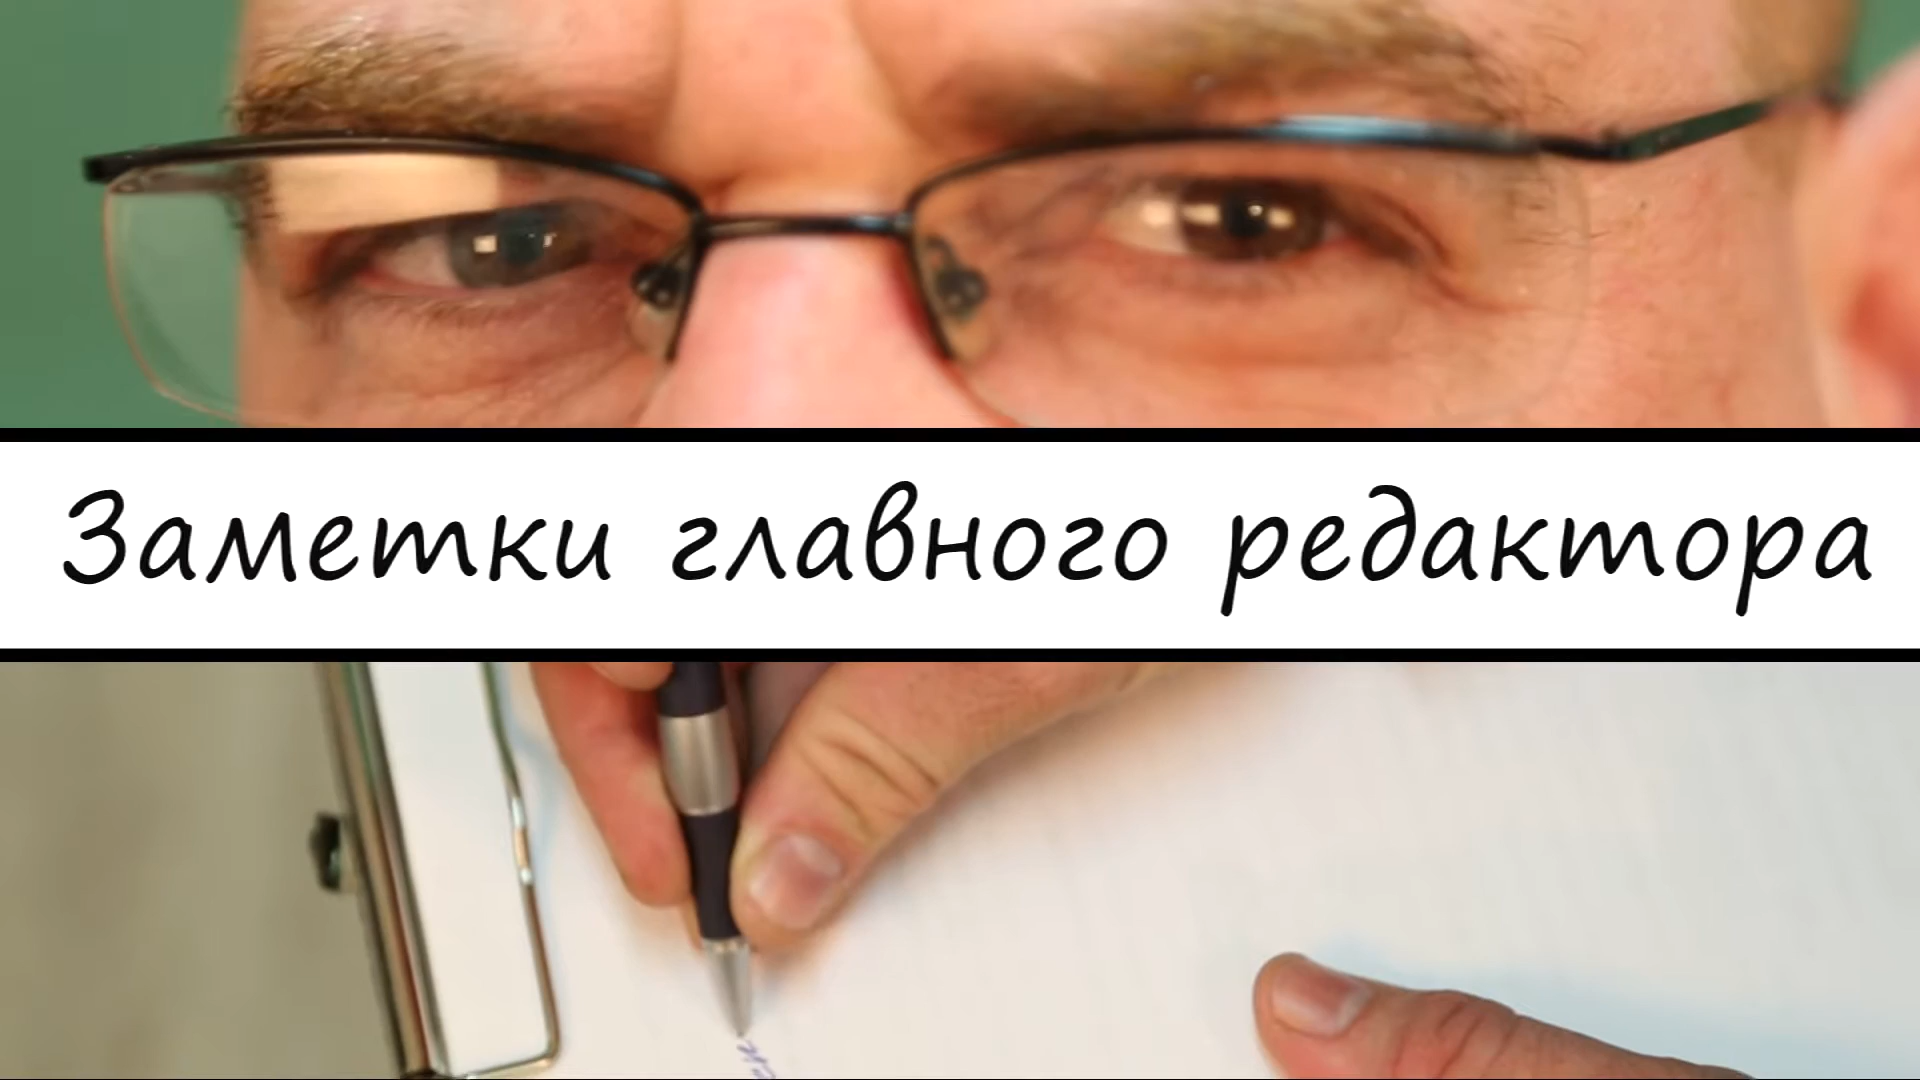 Заметки главного редактора